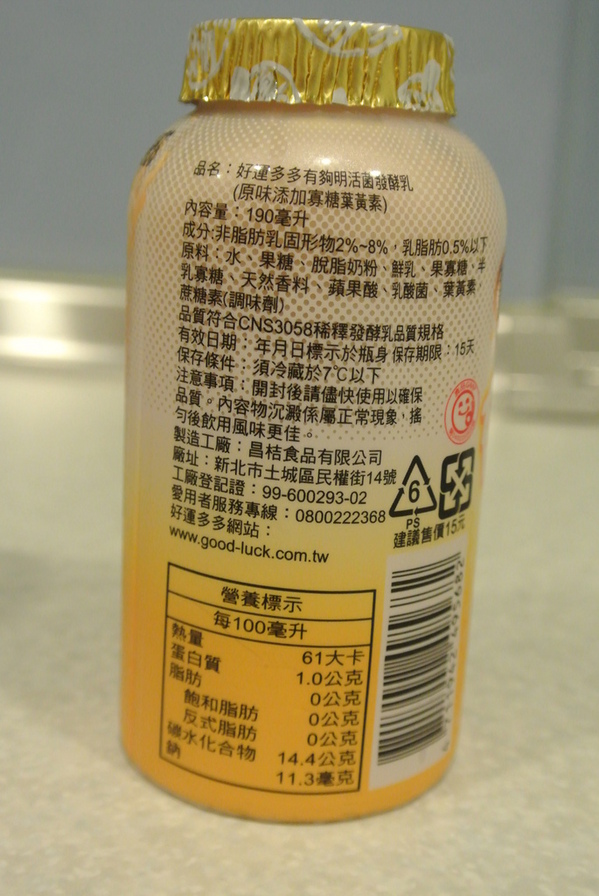 品名：好運多多有夠明活菌發酵乳
(原味添加寡糖葉黃素)
內容量：190毫升
成分:非脂肪乳固形物2%~8%，乳脂肪0.5%以下
原料：水、果糖、脫脂奶粉、鮮乳、果寡糖、半
乳寡糖、天然香料、蘋果酸、乳酸菌、葉黃素、
蔗糖素(調味劑)
品質符合CNS3058稀釋發酵乳品質規格
有效日期：年月日標示於瓶身 保存期限：15天
保存條件：須冷藏於7℃以下
注意事項：開封後請儘快使用以確保
品質。內容物沉澱係屬正常現象，搖
勻後飲用風味更佳。
製造工廠：昌桔食品有限公司
廠址：新北市土城區民權街14號
工廠登記證：99-600293-02
愛用者服務專線：0800222368
好運多多網站：
www.good-luck.com.tw
6
PS
建議售價15元
營養標示
每100毫升
熱量 61大卡
蛋白質 1.0公克
脂肪 0公克
飽和脂肪 0公克
反式脂肪 0公克
碳水化合物 14.4公克
鈉 11.3毫克